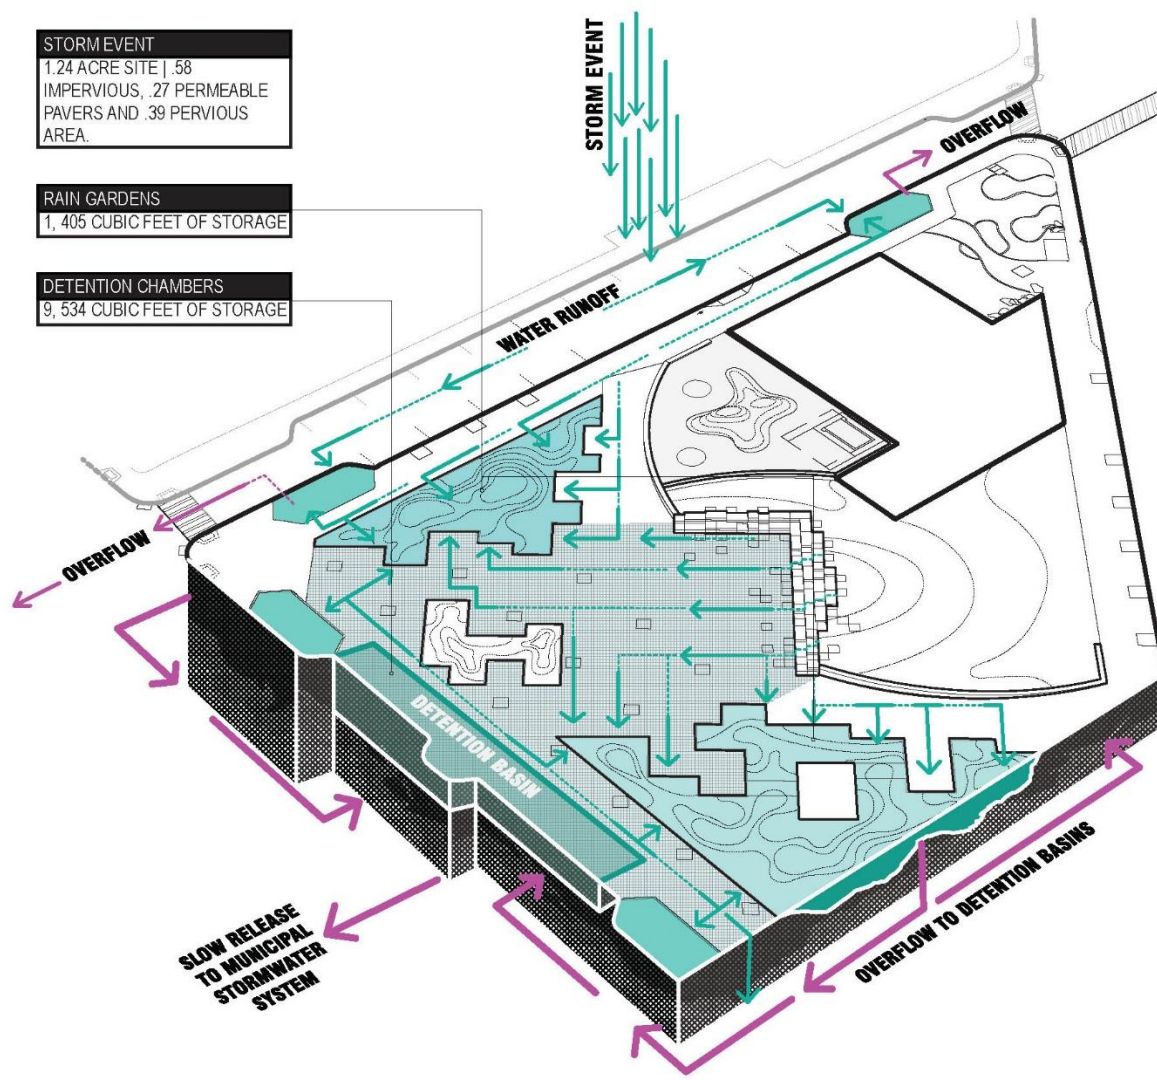 STORM EVENT
1.24 ACRE SITE | .58
IMPERVIOUS, .27 PERMEABLE
PAVERS AND .39 PERVIOUS
AREA.
RAIN GARDENS
1, 405 CUBIC FEET OF STORAGE
DETENTION CHAMBERS
9, 534 CUBIC FEET OF STORAGE
STORM EVENT
OVERFLOW
WATER RUNOFF
OVERFLOW
DETENTION BASIN
SLOW RELEASE
TO MUNICIPAL
STORMWATER
SYSTEM
OVERFLOW TO DETENTION BASINS